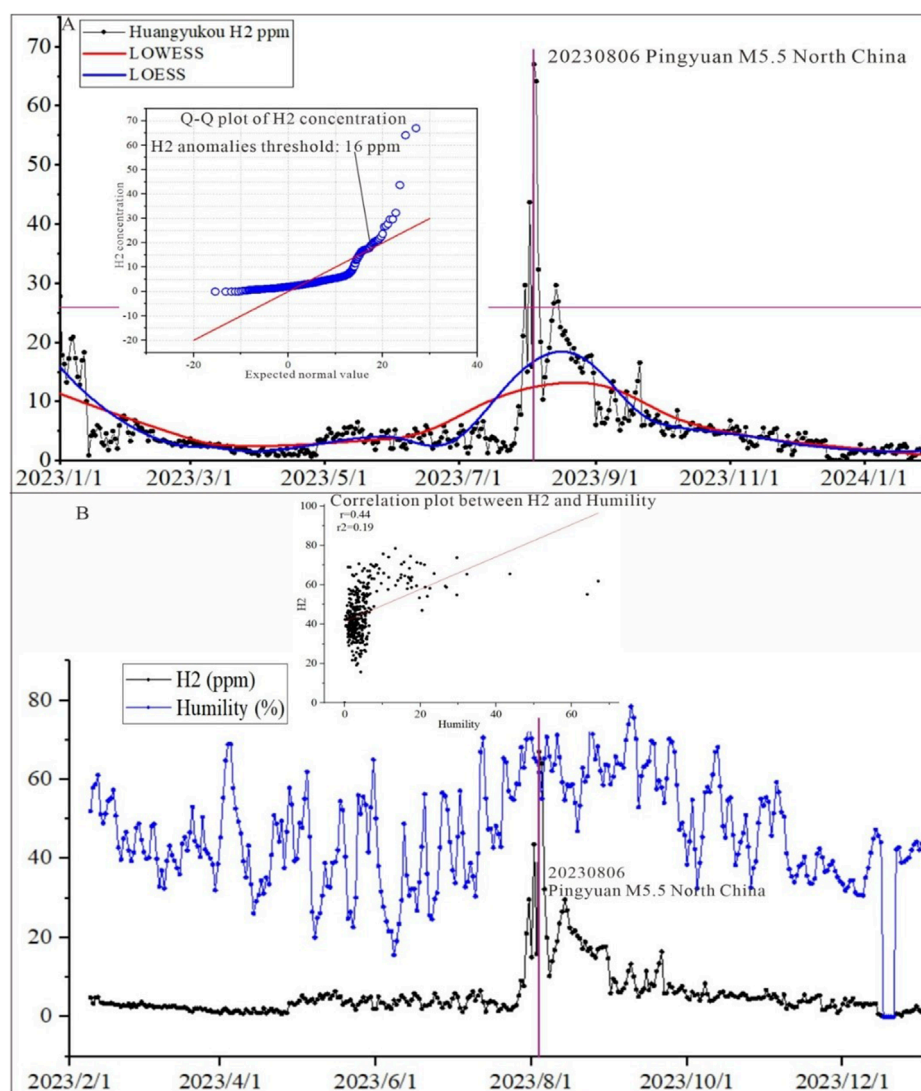 A
Huangyukou H2 ppm
LOWESS
LOESS
20230806 Pingyuan M5.5 North China
70
60
50
40
30
20
10
0
2023/1/1 2023/3/1 2023/5/1 2023/7/1 2023/9/1 2023/11/1 2024/1/1
Q-Q plot of H2 concentration
H2 anomalies threshold: 16 ppm
H2 concentration
70
60
50
40
30
20
10
0
-10
-20
-20 0 20 40
Expected normal value
B
Correlation plot between H2 and Humility
r=0.44
r2=0.19
H2
100
80
60
40
20
0
0 20 40 60
Humility
H2 (ppm)
Humility (%)
20230806
Pingyuan M5.5 North China
80
60
40
20
0
2023/2/1 2023/4/1 2023/6/1 2023/8/1 2023/10/1 2023/12/1